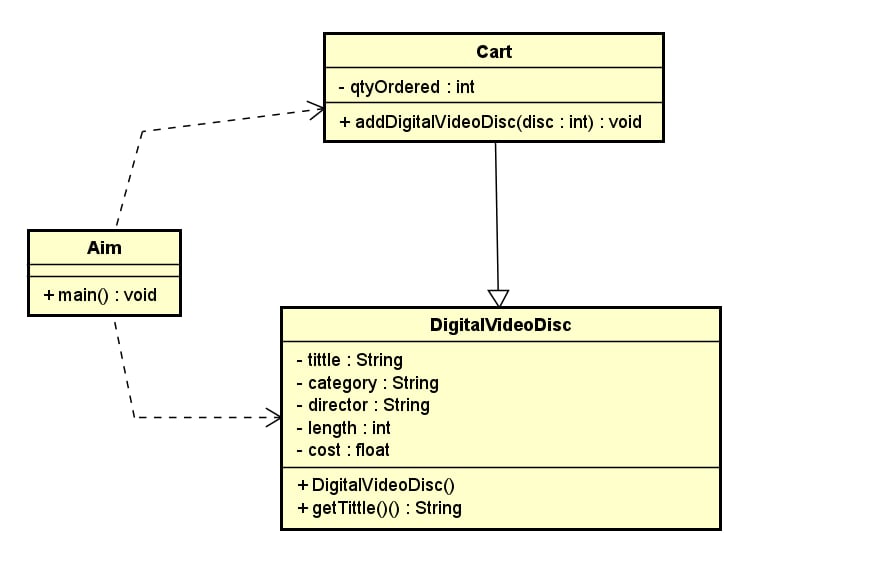 Cart
- qtyOrdered : int
+ addDigitalVideoDisc(disc : int) : void
Aim
+ main() : void
DigitalVideoDisc
- tittle : String
- category : String
- director : String
- length : int
- cost : float
+ DigitalVideoDisc()
+ getTittle()() : String